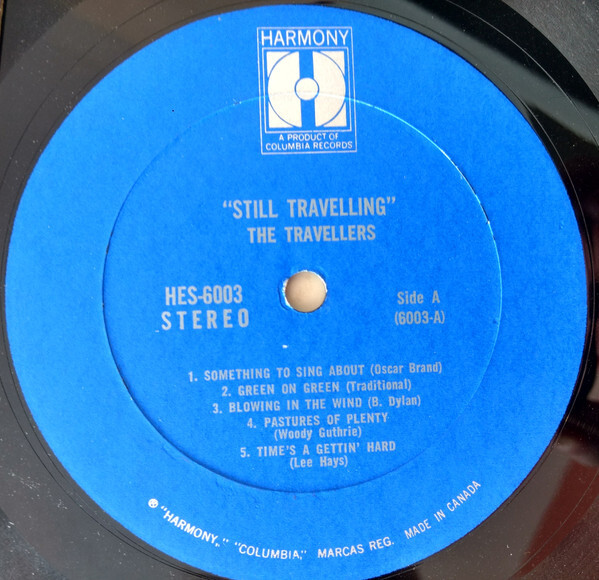 HARMONY
A PRODUCT OF
COLUMBIA RECORDS
"STILL TRAVELLING"
THE TRAVELLERS
HES-6003
STEREO
Side A
(6003-A)
1. SOMETHING TO SING ABOUT (Oscar Brand)
2. GREEN ON GREEN (Traditional)
3. BLOWING IN THE WIND (B. Dylan)
4. PASTURES OF PLENTY
(Woody Guthrie)
5. TIME'S A GETTIN' HARD
(Lee Hays)
℗ "HARMONY," "COLUMBIA," MARCAS REG. MADE IN CANADA